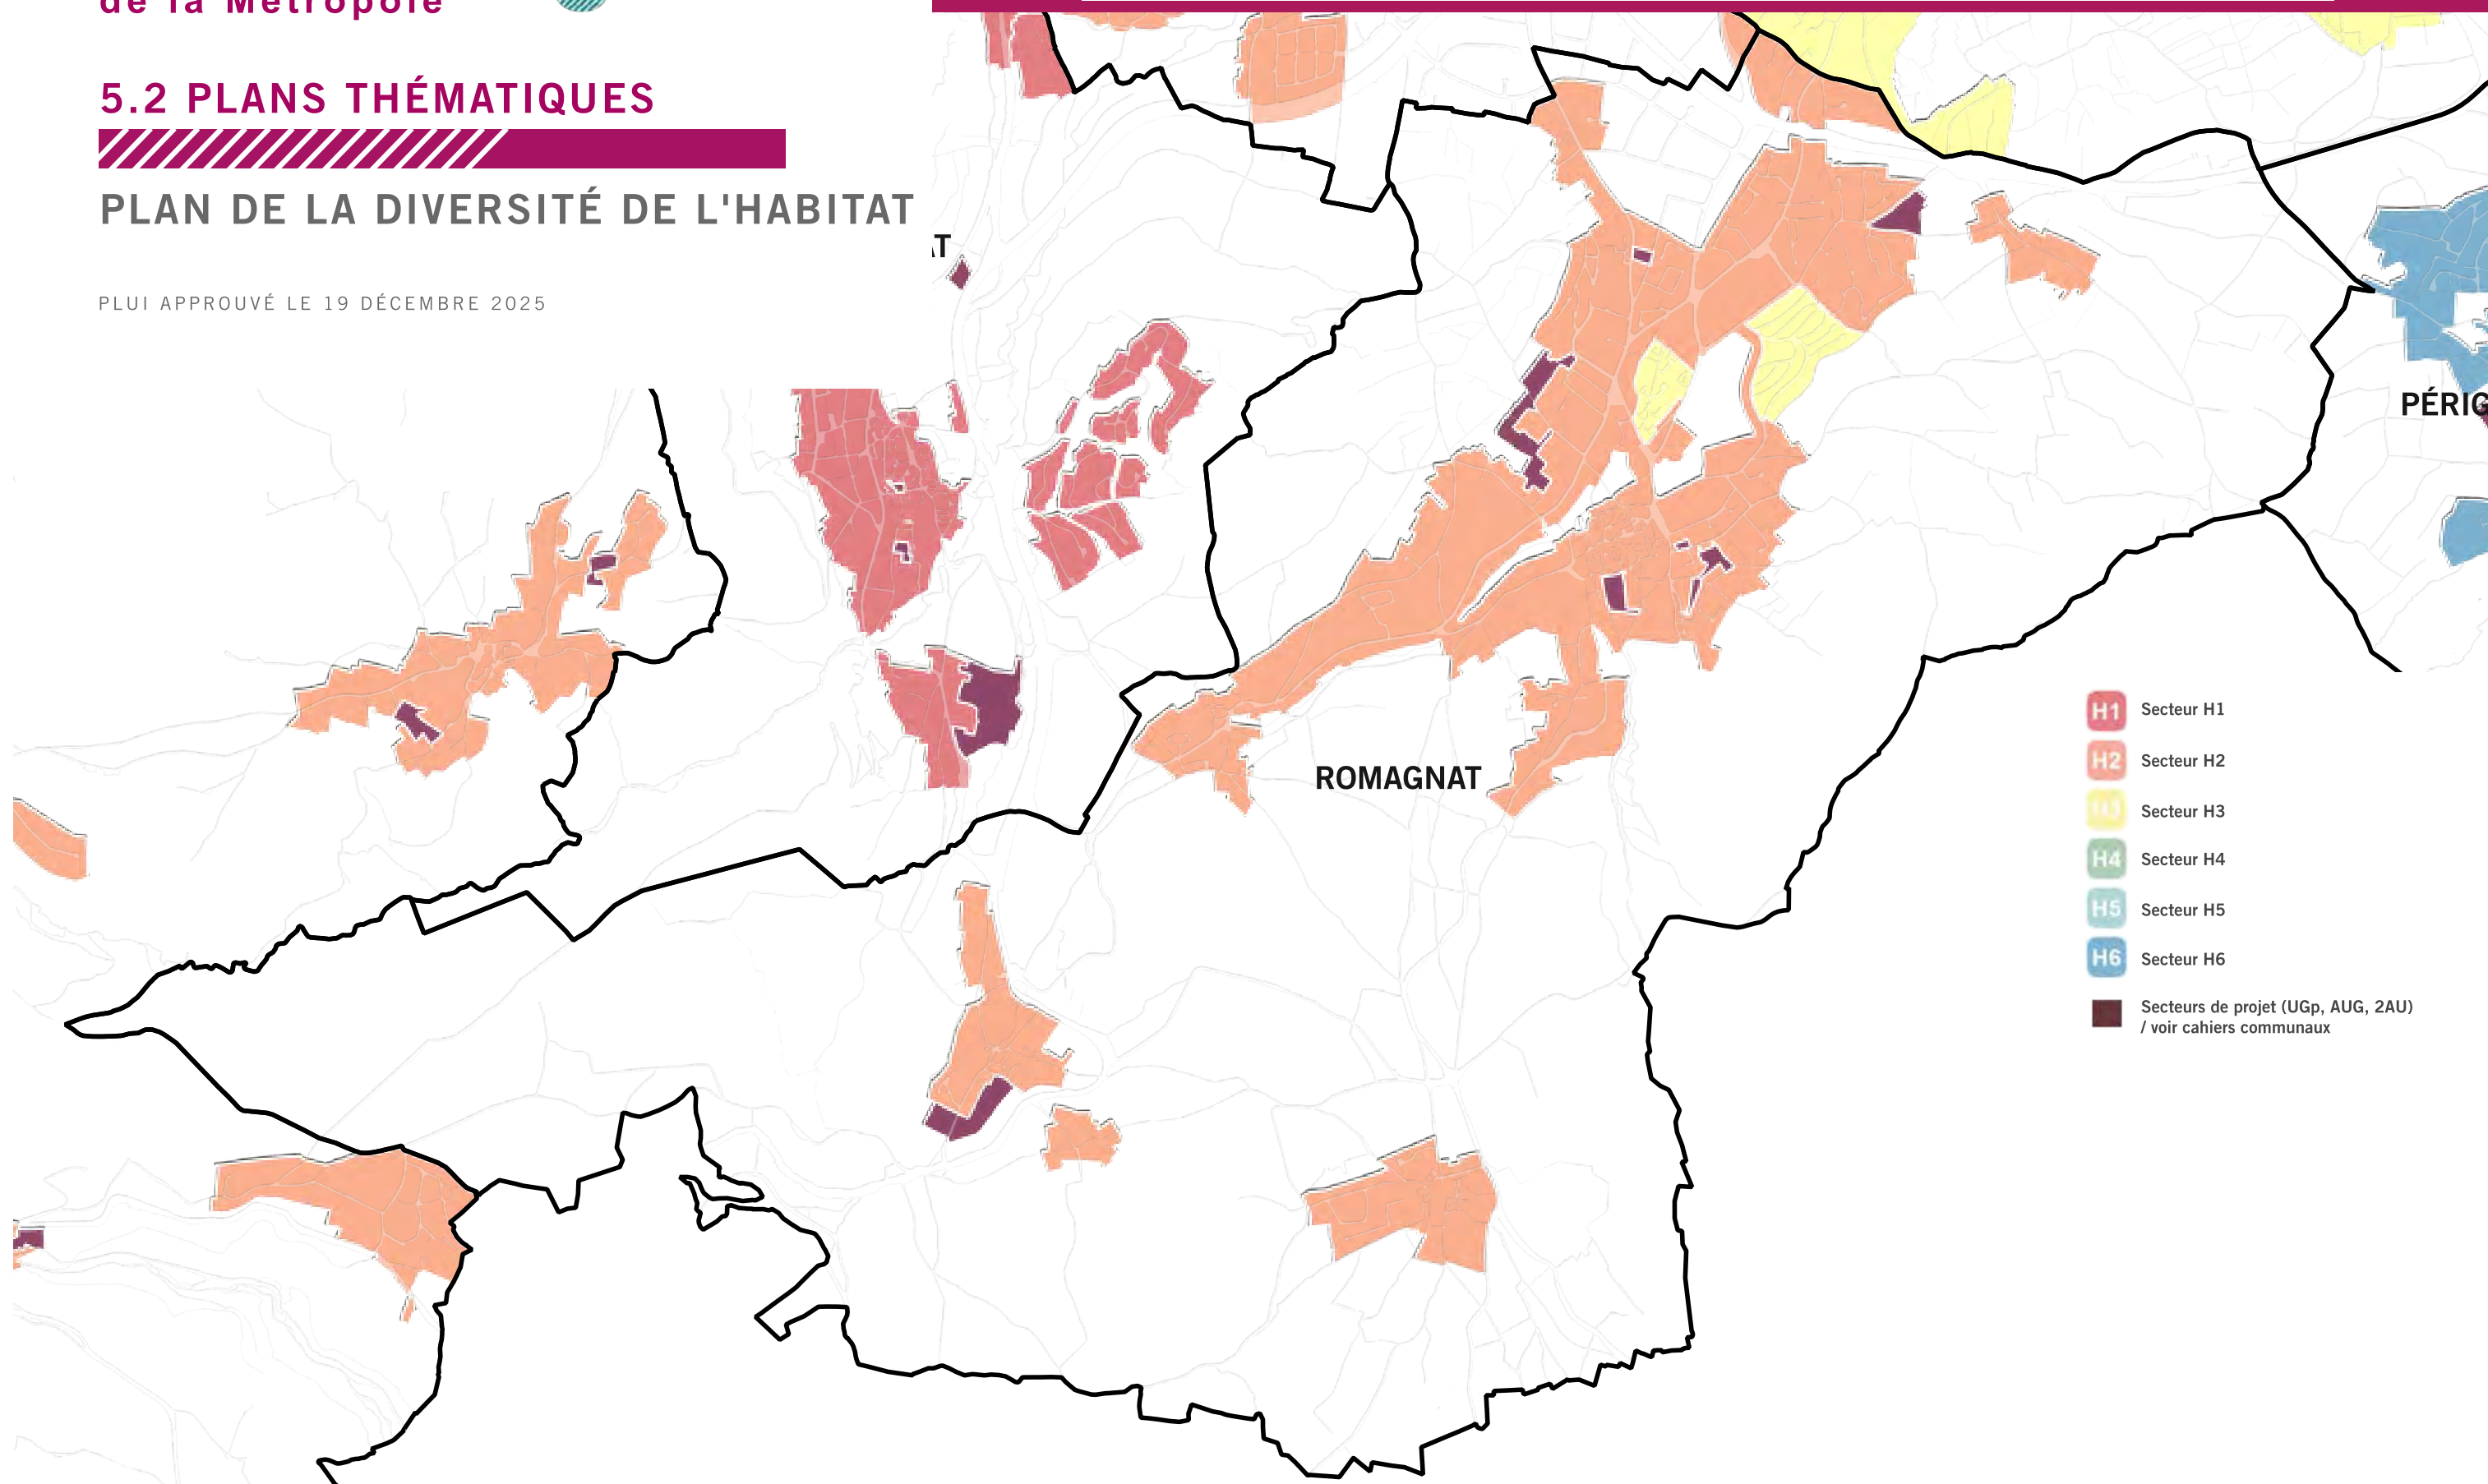 de la Métropole
5.2 PLANS THÉMATIQUES
PLAN DE LA DIVERSITÉ DE L'HABITAT
PLUI APPROUVÉ LE 19 DÉCEMBRE 2025
ROMAGNAT
H1 Secteur H1
H2 Secteur H2
H3 Secteur H3
H4 Secteur H4
H5 Secteur H5
H6 Secteur H6
Secteurs de projet (UGp, AUG, 2AU)
/ voir cahiers communaux